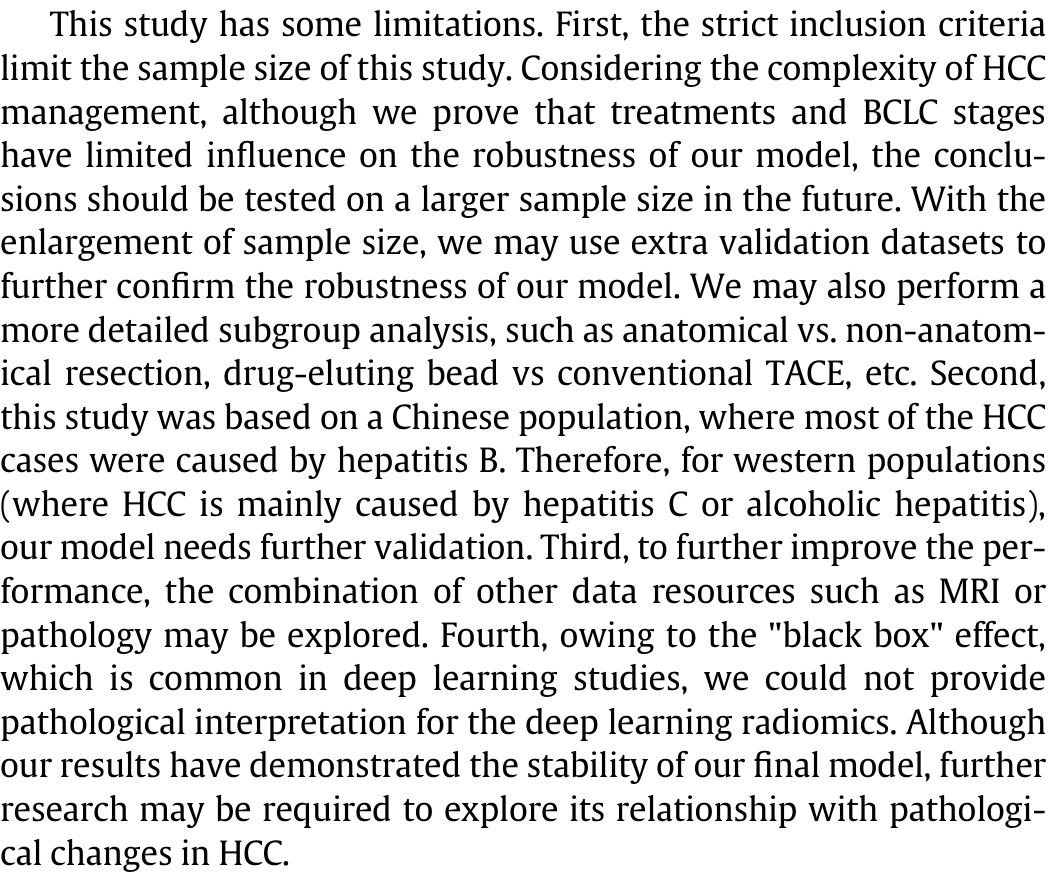 This study has some limitations. First, the strict inclusion criteria
limit the sample size of this study. Considering the complexity of HCC
management, although we prove that treatments and BCLC stages
have limited influence on the robustness of our model, the conclu-
sions should be tested on a larger sample size in the future. With the
enlargement of sample size, we may use extra validation datasets to
further confirm the robustness of our model. We may also perform a
more detailed subgroup analysis, such as anatomical vs. non-anatom-
ical resection, drug-eluting bead vs conventional TACE, etc. Second,
this study was based on a Chinese population, where most of the HCC
cases were caused by hepatitis B. Therefore, for western populations
(where HCC is mainly caused by hepatitis C or alcoholic hepatitis),
our model needs further validation. Third, to further improve the per-
formance, the combination of other data resources such as MRI or
pathology may be explored. Fourth, owing to the "black box" effect,
which is common in deep learning studies, we could not provide
pathological interpretation for the deep learning radiomics. Although
our results have demonstrated the stability of our final model, further
research may be required to explore its relationship with pathologi-
cal changes in HCC.